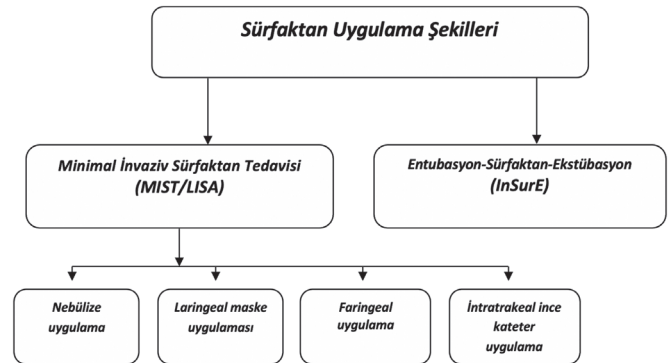 Sürfaktan Uygulama Şekilleri
Minimal İnvaziv Sürfaktan Tedavisi
(MIST/LISA)
Entubasyon-Sürfaktan-Ekstübasyon
(InSurE)
Nebülize
uygulama
Laringeal maske
uygulaması
Faringeal
uygulama
İntratrakeal ince
kateter
uygulama